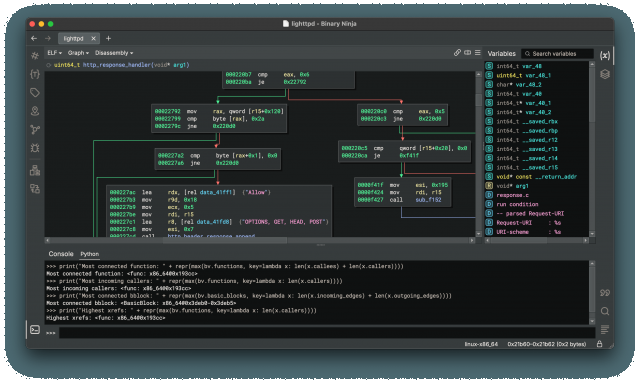 lighttpd — Binary Ninja
lighttpd
ELF Graph Disassembly
Variables Search variables
uint64_t http_response_handler(void* arg1)
000220b7 cmp eax, 0x6
000220ba je 0x22792
00022792 mov rax, qword [r15+0x120]
00022799 cmp byte [rax], 0x2a
0002279c jne 0x220d0
000220c0 cmp eax, 0x5
000220c3 jne 0x220d0
000227a2 cmp byte [rax+0x1], 0x0
000227a6 jne 0x220d0
000220c5 cmp qword [r15+0x20], 0x0
000220ca je 0xf41f
000227ac lea rdx, [rel data_41ff1] ("Allow")
000227b3 mov r9d, 0x18
000227b9 mov ecx, 0x5
000227be mov rdi, r15
000227c1 lea r8, [rel data_41fd8] ("OPTIONS, GET, HEAD, POST")
000227c8 mov esi, 0x7
000227cd call http_header_response_append
0000f41f mov esi, 0x195
0000f424 mov rdi, r15
0000f427 call sub_f152
int64_t var_48
uint64_t var_48_1
char* var_48_2
int64_t var_40
int64_t* var_40_2
int64_t __saved_rbx
int64_t __saved_rbp
int64_t __saved_r12
int64_t __saved_r13
int64_t __saved_r14
int64_t __saved_r15
void* const __return_addr
void* arg1
response.c
run condition
-- parsed Request-URI
Request-URI : %s
URI-scheme : %s
Console Python
>>> print("Most connected function: " + repr(max(bv.functions, key=lambda x: len(x.callees) + len(x.callers))))
Most connected function: <func: x86_64@0x193cc>
>>> print("Most incoming callers: " + repr(max(bv.functions, key=lambda x: len(x.callers))))
Most incoming callers: <func: x86_64@0x193cc>
>>> print("Most connected bblock: " + repr(max(bv.basic_blocks, key=lambda x: len(x.incoming_edges) + len(x.outgoing_edges))))
Most connected bblock: <BasicBlock: x86_64@0x3deb0-0x3deb5>
>>> print("Highest xrefs: " + repr(max(bv.functions, key=lambda x: len(x.callers))))
Highest xrefs: <func: x86_64@0x193cc>
>>>
linux-x86_64 0x21b60-0x21b62 (0x2 bytes)